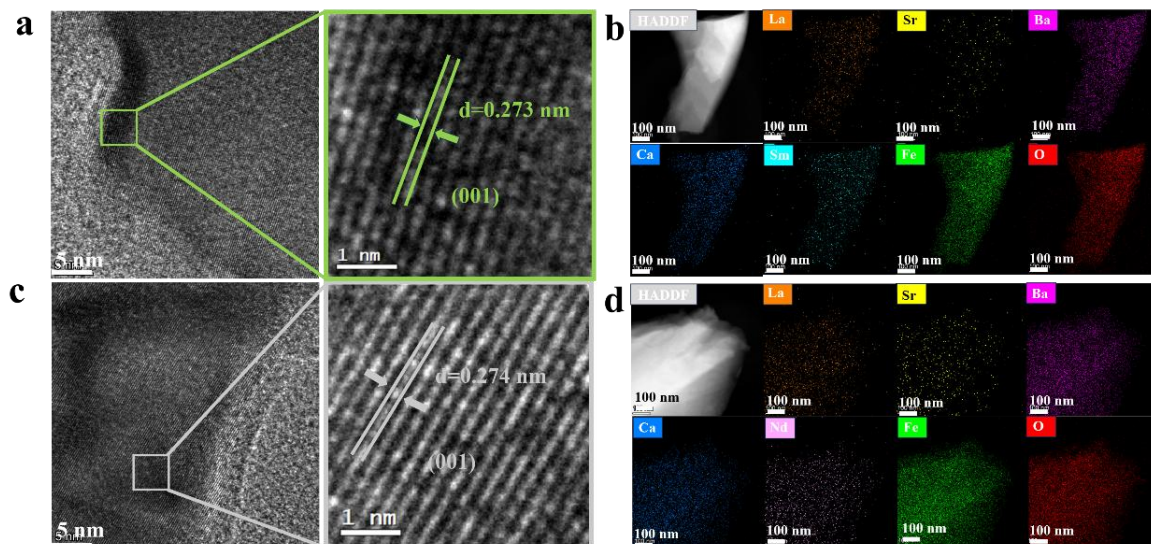 a
d=0.273 nm
(001)
5 nm
1 nm
b
HADDF
La
Sr
Ba
100 nm
100 nm
100 nm
100 nm
Ca
Sm
Fe
O
100 nm
100 nm
100 nm
100 nm
c
d=0.274 nm
(001)
5 nm
1 nm
d
HADDF
La
Sr
Ba
100 nm
100 nm
100 nm
100 nm
Ca
Nd
Fe
O
100 nm
100 nm
100 nm
100 nm